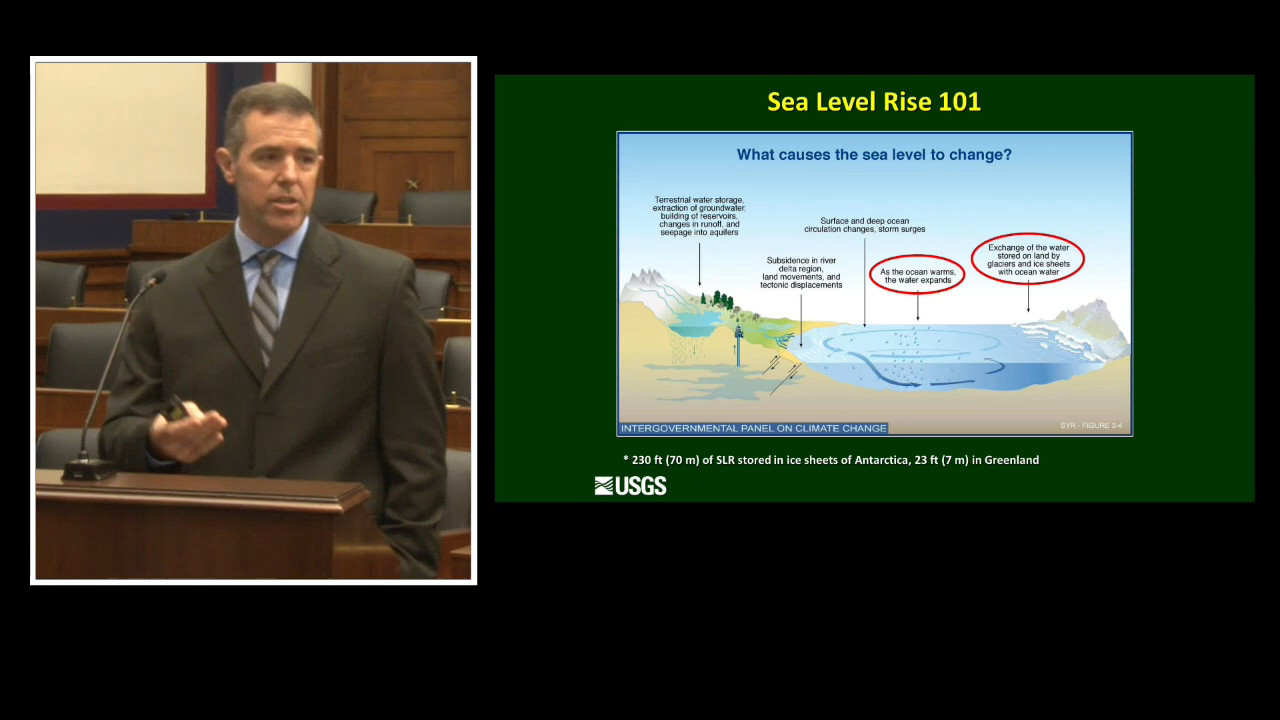 Sea Level Rise 101
What causes the sea level to change?
Terrestrial water storage,
extraction of groundwater,
building of reservoirs,
changes in runoff, and
seepage into aquifers
Surface and deep ocean
circulation changes, storm surges
Subsidence in river
delta region,
land movements, and
tectonic displacements
As the ocean warms,
the water expands
Exchange of the water
stored on land by
glaciers and ice sheets
with ocean water
INTERGOVERNMENTAL PANEL ON CLIMATE CHANGE
SYR - FIGURE 3-4
* 230 ft (70 m) of SLR stored in ice sheets of Antarctica, 23 ft (7 m) in Greenland
USGS